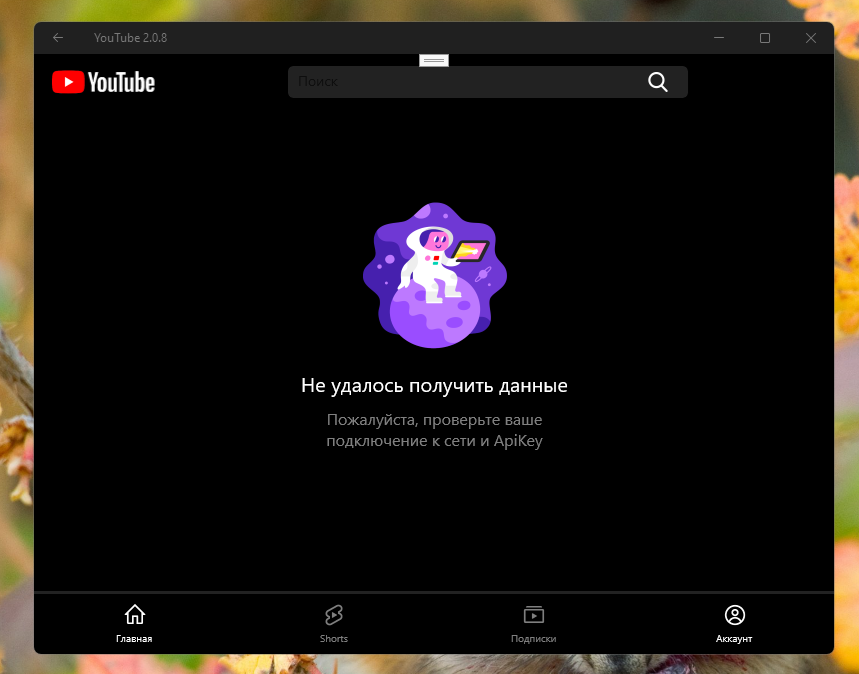 YouTube 2.0.8
YouTube
Поиск
Не удалось получить данные
Пожалуйста, проверьте ваше
подключение к сети и ApiKey
Главная
Shorts
Подписки
Аккаунт